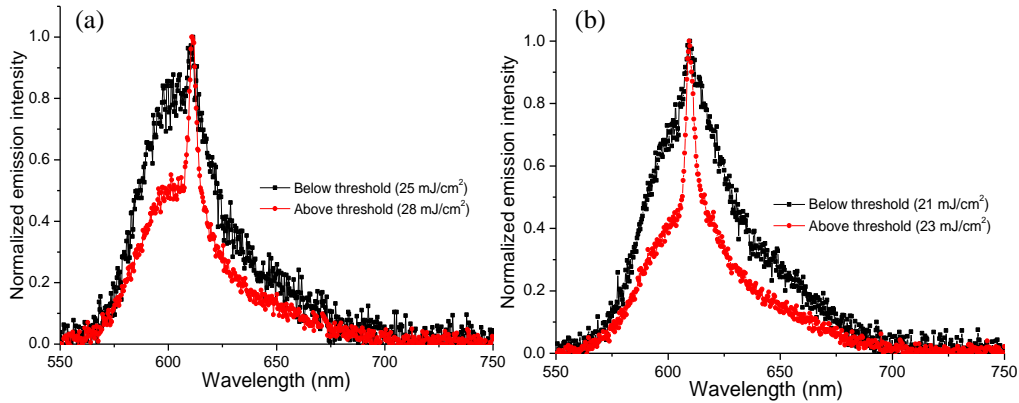 (a)
Normalized emission intensity
1.0
0.8
0.6
0.4
0.2
0.0
Below threshold (25 mJ/cm²)
Above threshold (28 mJ/cm²)
550 600 650 700 750
Wavelength (nm)
(b)
Normalized emission intensity
1.0
0.8
0.6
0.4
0.2
0.0
Below threshold (21 mJ/cm²)
Above threshold (23 mJ/cm²)
550 600 650 700 750
Wavelength (nm)